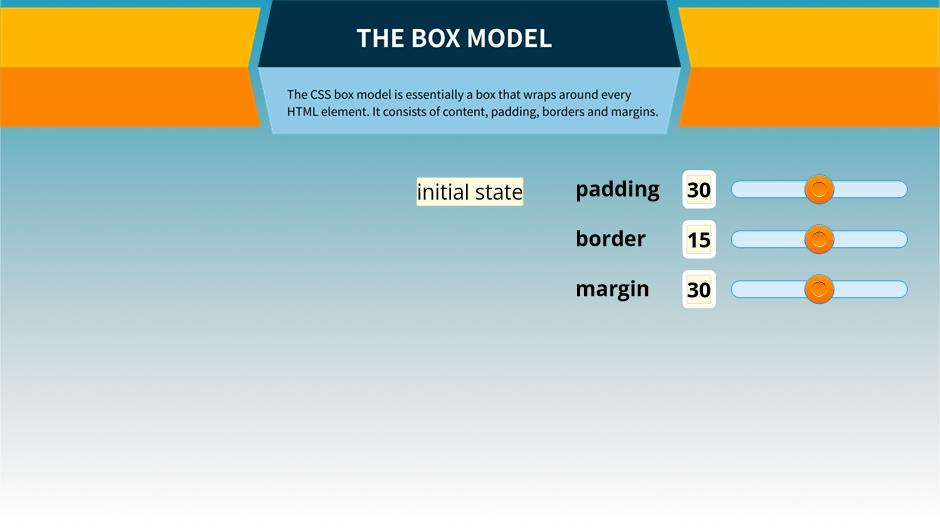 THE BOX MODEL
The CSS box model is essentially a box that wraps around every
HTML element. It consists of content, padding, borders and margins.
initial state
padding 30
border 15
margin 30